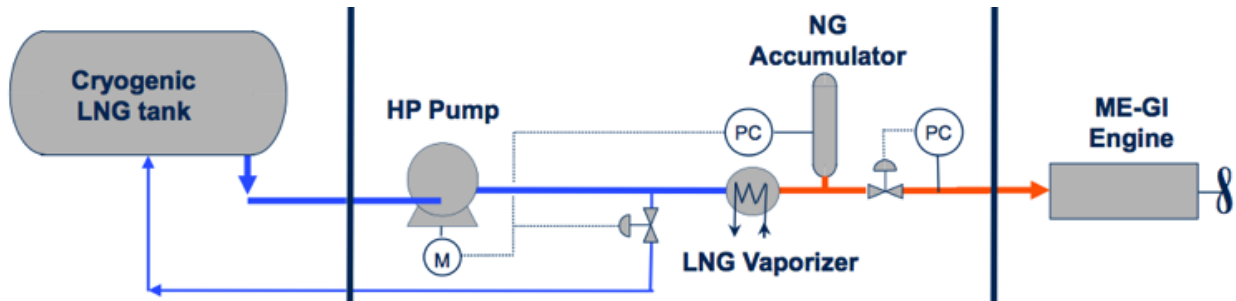 Cryogenic
LNG tank
HP Pump
NG
Accumulator
PC
PC
ME-GI
Engine
M
LNG Vaporizer